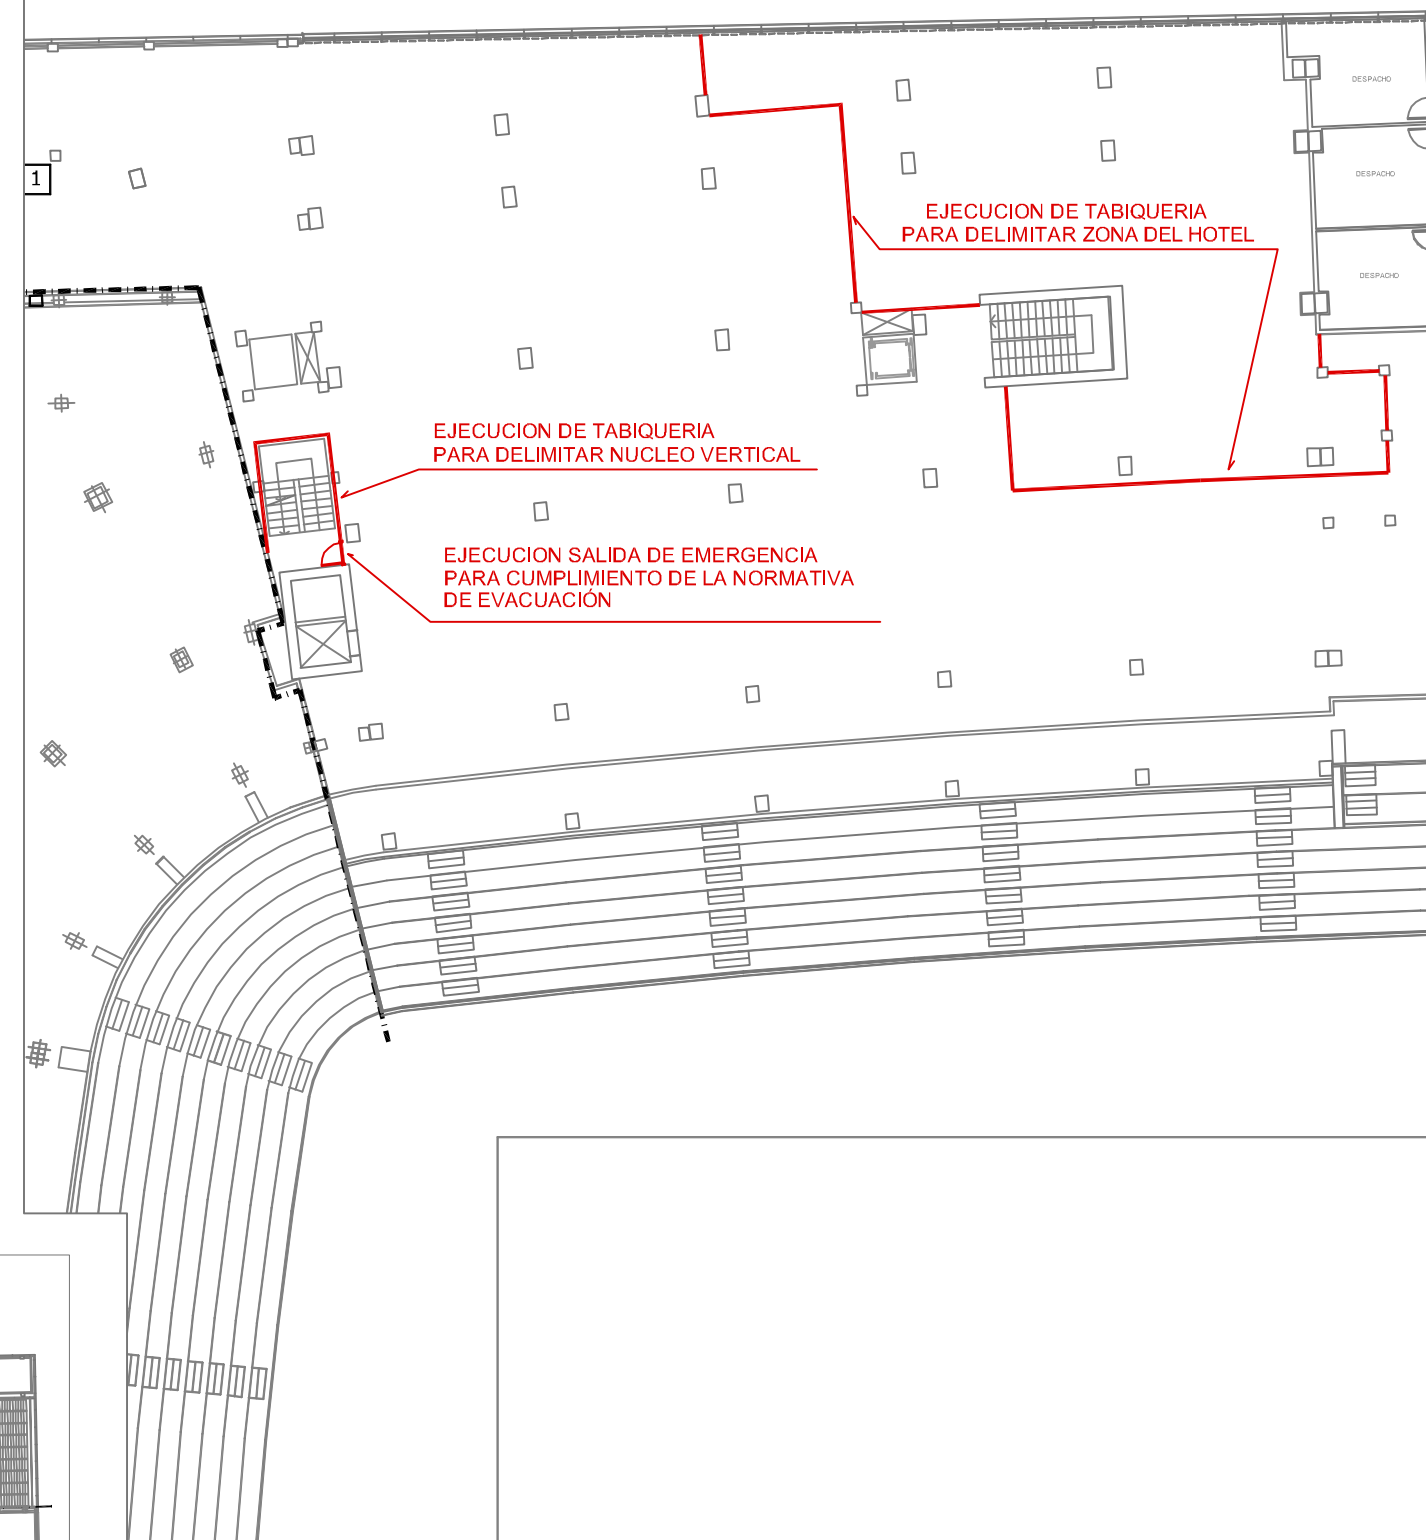 DESPACHO
1
DESPACHO
EJECUCION DE TABIQUERIA
PARA DELIMITAR ZONA DEL HOTEL
DESPACHO
EJECUCION DE TABIQUERIA
PARA DELIMITAR NUCLEO VERTICAL
EJECUCION SALIDA DE EMERGENCIA
PARA CUMPLIMIENTO DE LA NORMATIVA
DE EVACUACIÓN